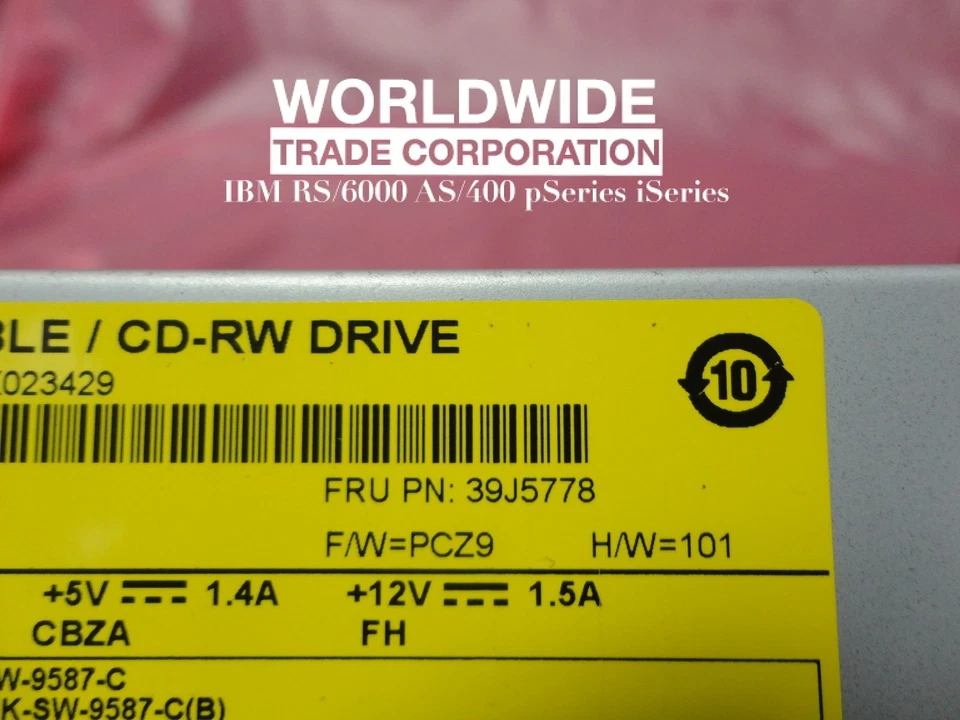 WORLDWIDE
TRADE CORPORATION
IBM RS/6000 AS/400 pSeries iSeries
BLE / CD-RW DRIVE
10
023429
FRU PN: 39J5778
F/W=PCZ9 H/W=101
+5V 1.4A +12V 1.5A
CBZA FH
W-9587-C
K-SW-9587-C(B)